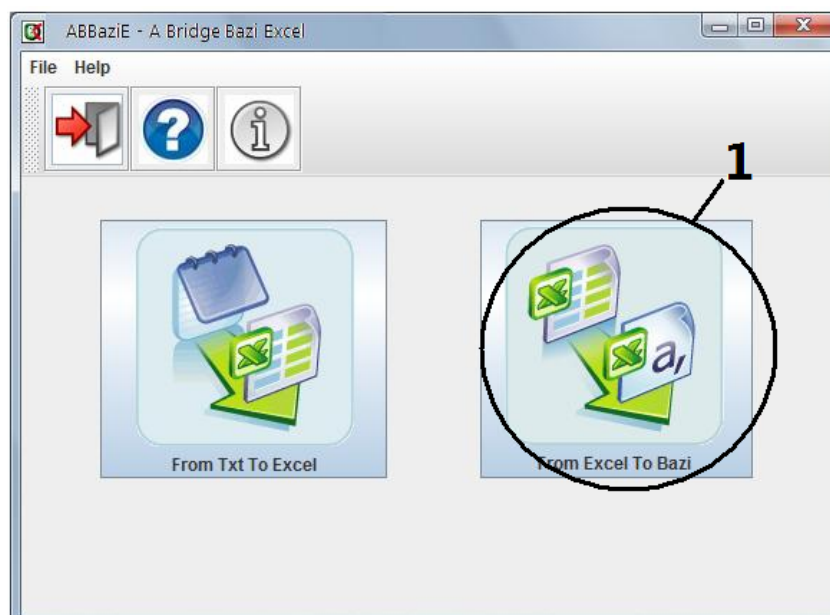 ABBaziE - A Bridge Bazi Excel
File Help
1
From Txt To Excel
From Excel To Bazi
a,